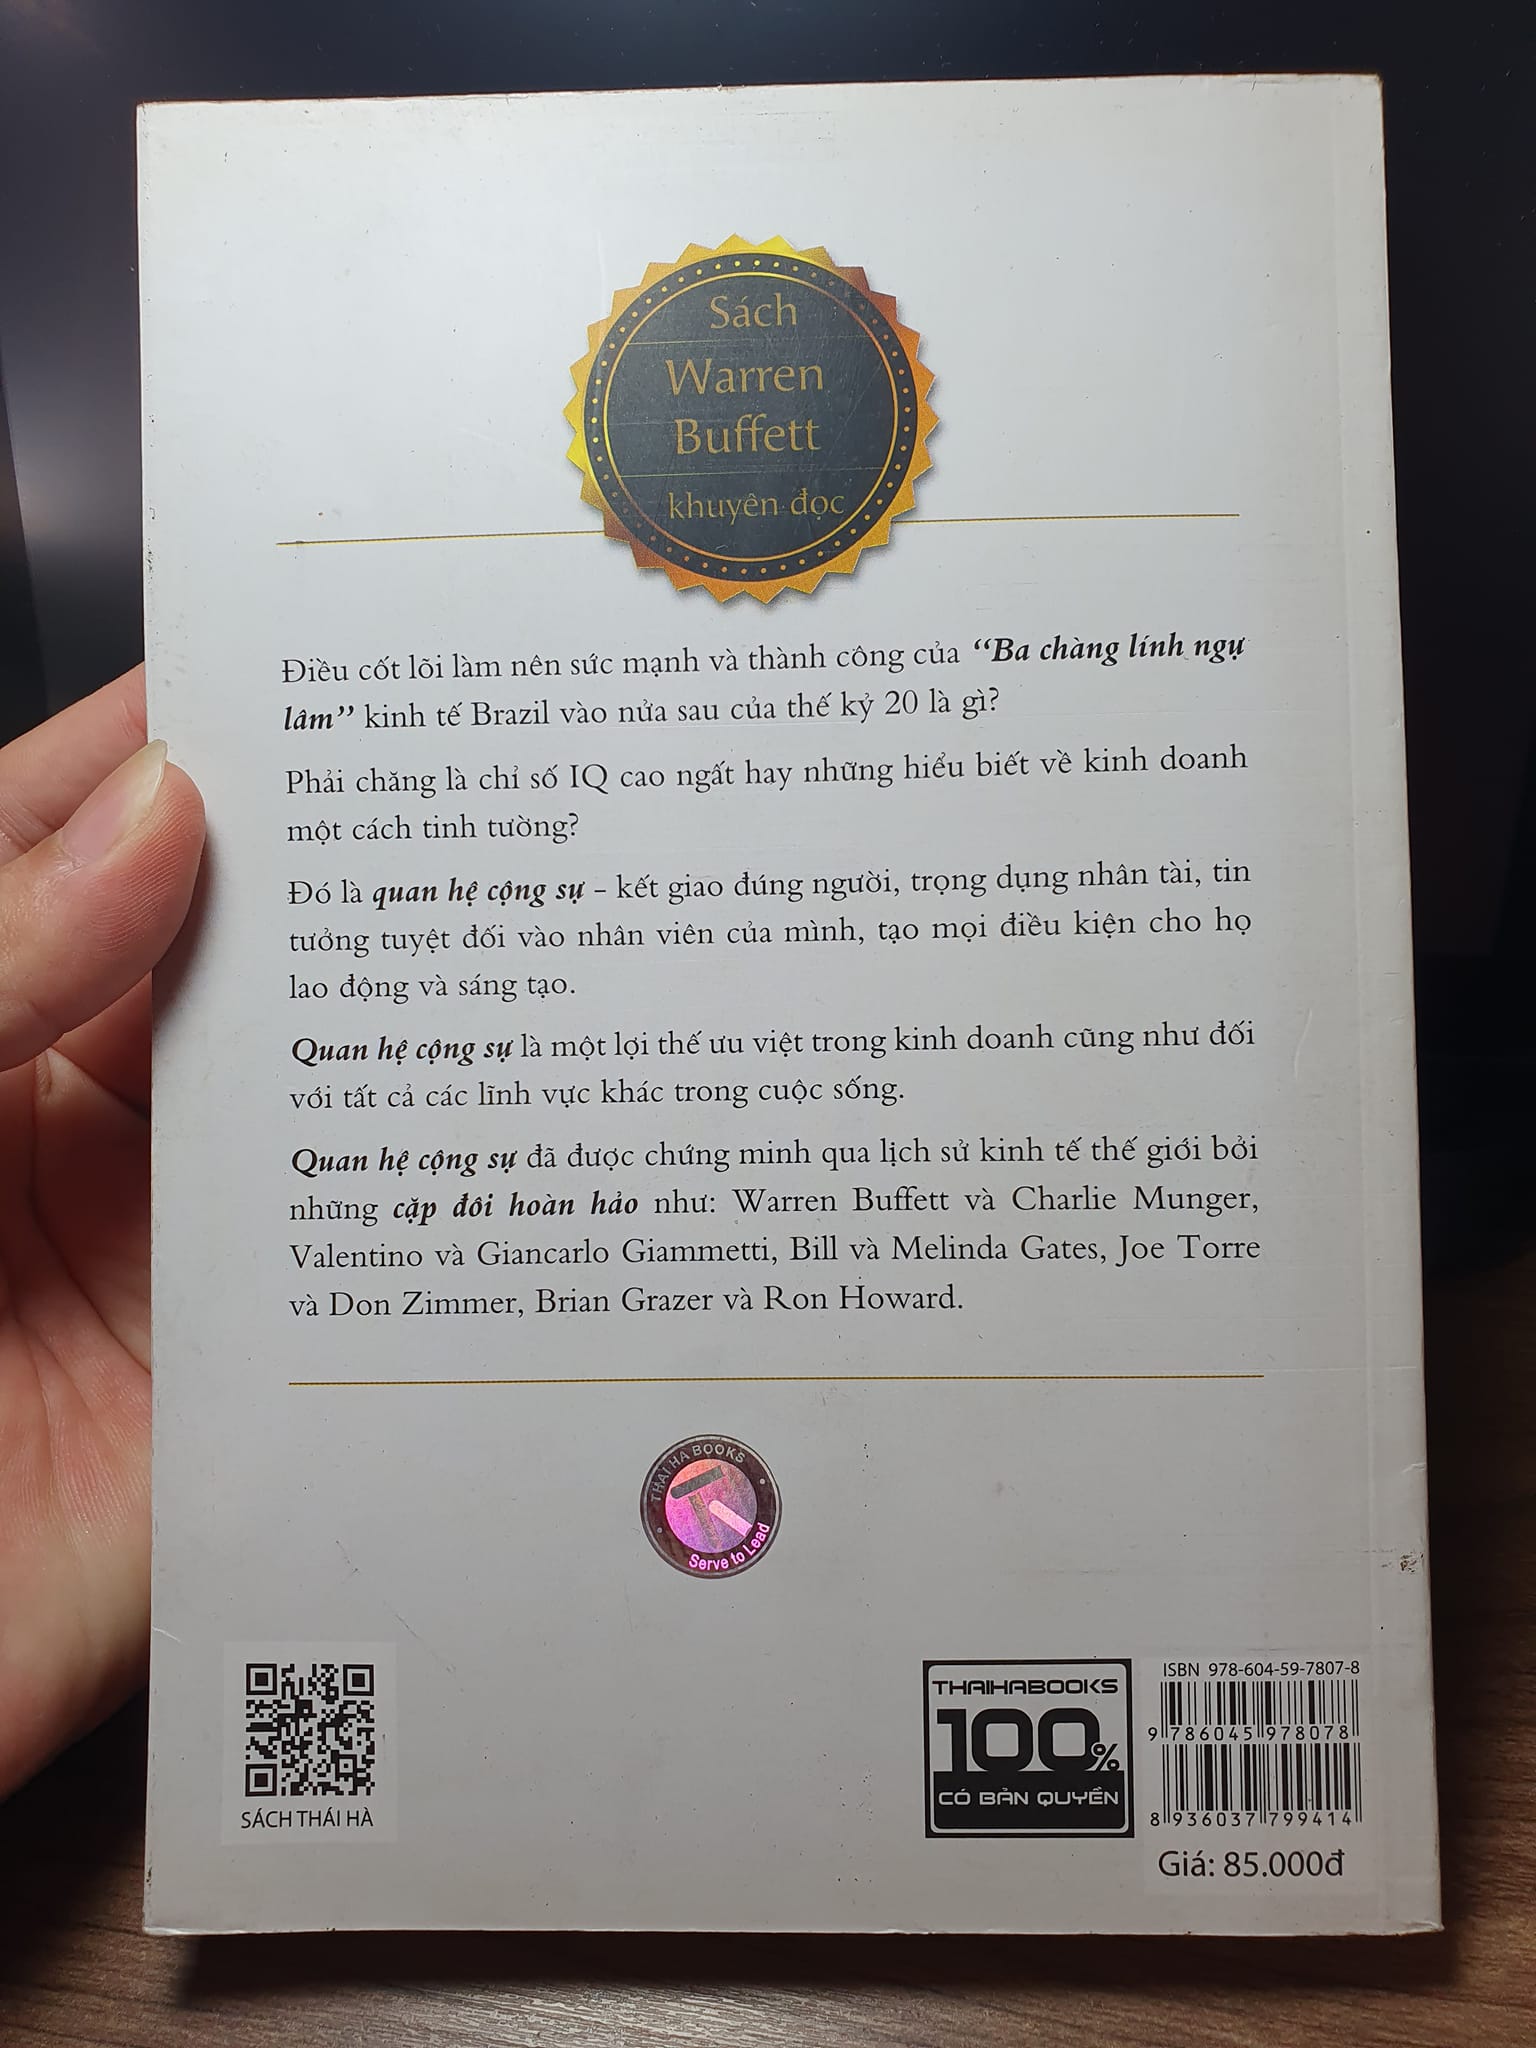 Sách
Warren
Buffett
khuyên đọc
Điều cốt lõi làm nên sức mạnh và thành công của “Ba chàng lính ngự
lâm” kinh tế Brazil vào nửa sau của thế kỷ 20 là gì?
Phải chăng là chỉ số IQ cao ngất hay những hiểu biết về kinh doanh
một cách tinh tường?
Đó là quan hệ cộng sự – kết giao đúng người, trọng dụng nhân tài, tin
tưởng tuyệt đối vào nhân viên của mình, tạo mọi điều kiện cho họ
lao động và sáng tạo.
Quan hệ cộng sự là một lợi thế ưu việt trong kinh doanh cũng như đối
với tất cả các lĩnh vực khác trong cuộc sống.
Quan hệ cộng sự đã được chứng minh qua lịch sử kinh tế thế giới bởi
những cặp đôi hoàn hảo như: Warren Buffett và Charlie Munger,
Valentino và Giancarlo Giammetti, Bill và Melinda Gates, Joe Torre
và Don Zimmer, Brian Grazer và Ron Howard.
THAI HA BOOKS
Serve to Lead
SÁCH THÁI HÀ
THAIHABOOKS
100%
CÓ BẢN QUYỀN
ISBN 978-604-59-7807-8
9 786045 978078
8 936037 799414
Giá: 85.000đ